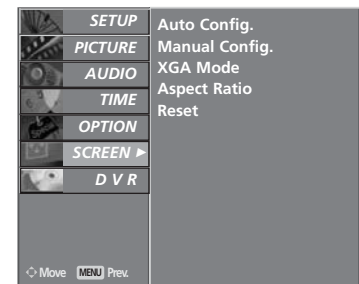 SETUP
PICTURE
AUDIO
TIME
OPTION
SCREEN ►
D V R
Move MENU Prev.
Auto Config.
Manual Config.
XGA Mode
Aspect Ratio
Reset